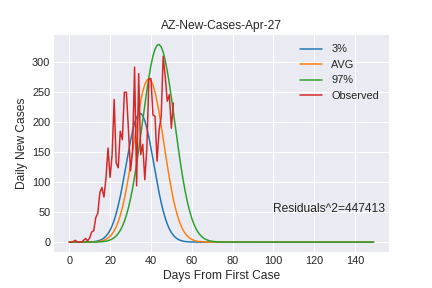 AZ-New-Cases-Apr-27
3%
AVG
97%
Observed
Daily New Cases
300
250
200
150
100
50
0
Residuals^2=447413
0 20 40 60 80 100 120 140
Days From First Case